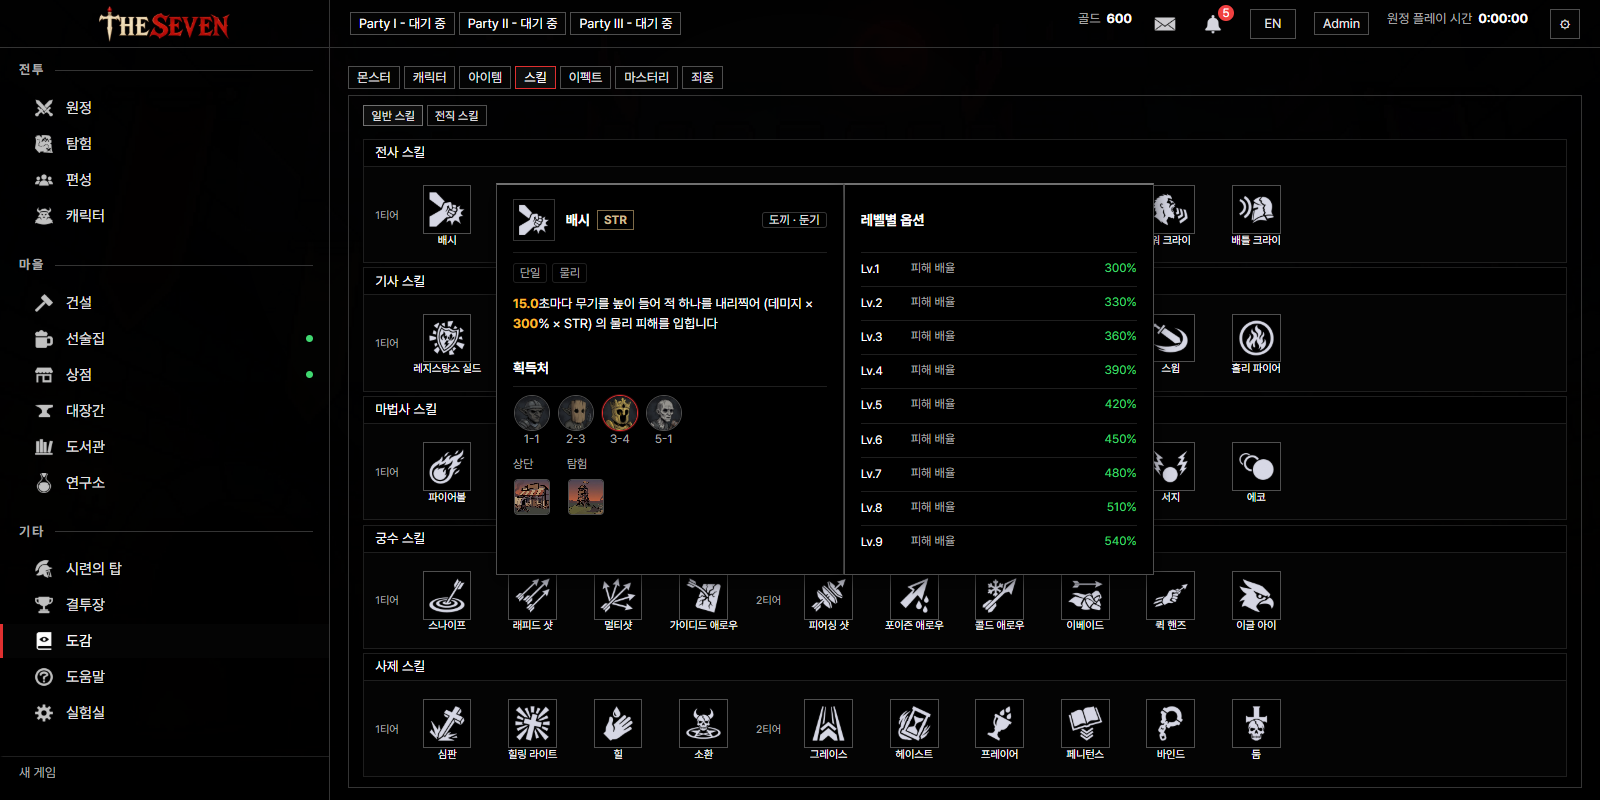 THE SEVEN
Party I - 대기 중
Party II - 대기 중
Party III - 대기 중
골드 600
5
EN
Admin
원정 플레이 시간 0:00:00
전투
원정
탐험
편성
캐릭터
마을
건설
선술집
상점
대장간
도서관
연구소
기타
시련의 탑
결투장
도감
도움말
실험실
새 게임
몬스터
캐릭터
아이템
스킬
이펙트
마스터리
죄종
일반 스킬
전직 스킬
전사 스킬
1티어
배시
크라이
배틀 크라이
기사 스킬
1티어
레지스탕스 실드
스윙
홀리 파이어
마법사 스킬
1티어
파이어볼
서지
에코
궁수 스킬
1티어
스나이프
래피드 샷
멀티샷
가이디드 애로우
2티어
피어싱 샷
포이즌 애로우
콜드 애로우
이베이드
퀵 핸즈
이글 아이
사제 스킬
1티어
심판
힐링 라이트
힐
소환
2티어
그레이스
헤이스트
프레이어
페니턴스
바인드
둠
배시
STR
도끼 · 둔기
단일
물리
15.0초마다 무기를 높이 들어 적 하나를 내리찍어 (데미지 ×
300% × STR) 의 물리 피해를 입힙니다
획득처
1-1
2-3
3-4
5-1
상단
탐험
레벨별 옵션
Lv.1 피해 배율 300%
Lv.2 피해 배율 330%
Lv.3 피해 배율 360%
Lv.4 피해 배율 390%
Lv.5 피해 배율 420%
Lv.6 피해 배율 450%
Lv.7 피해 배율 480%
Lv.8 피해 배율 510%
Lv.9 피해 배율 540%